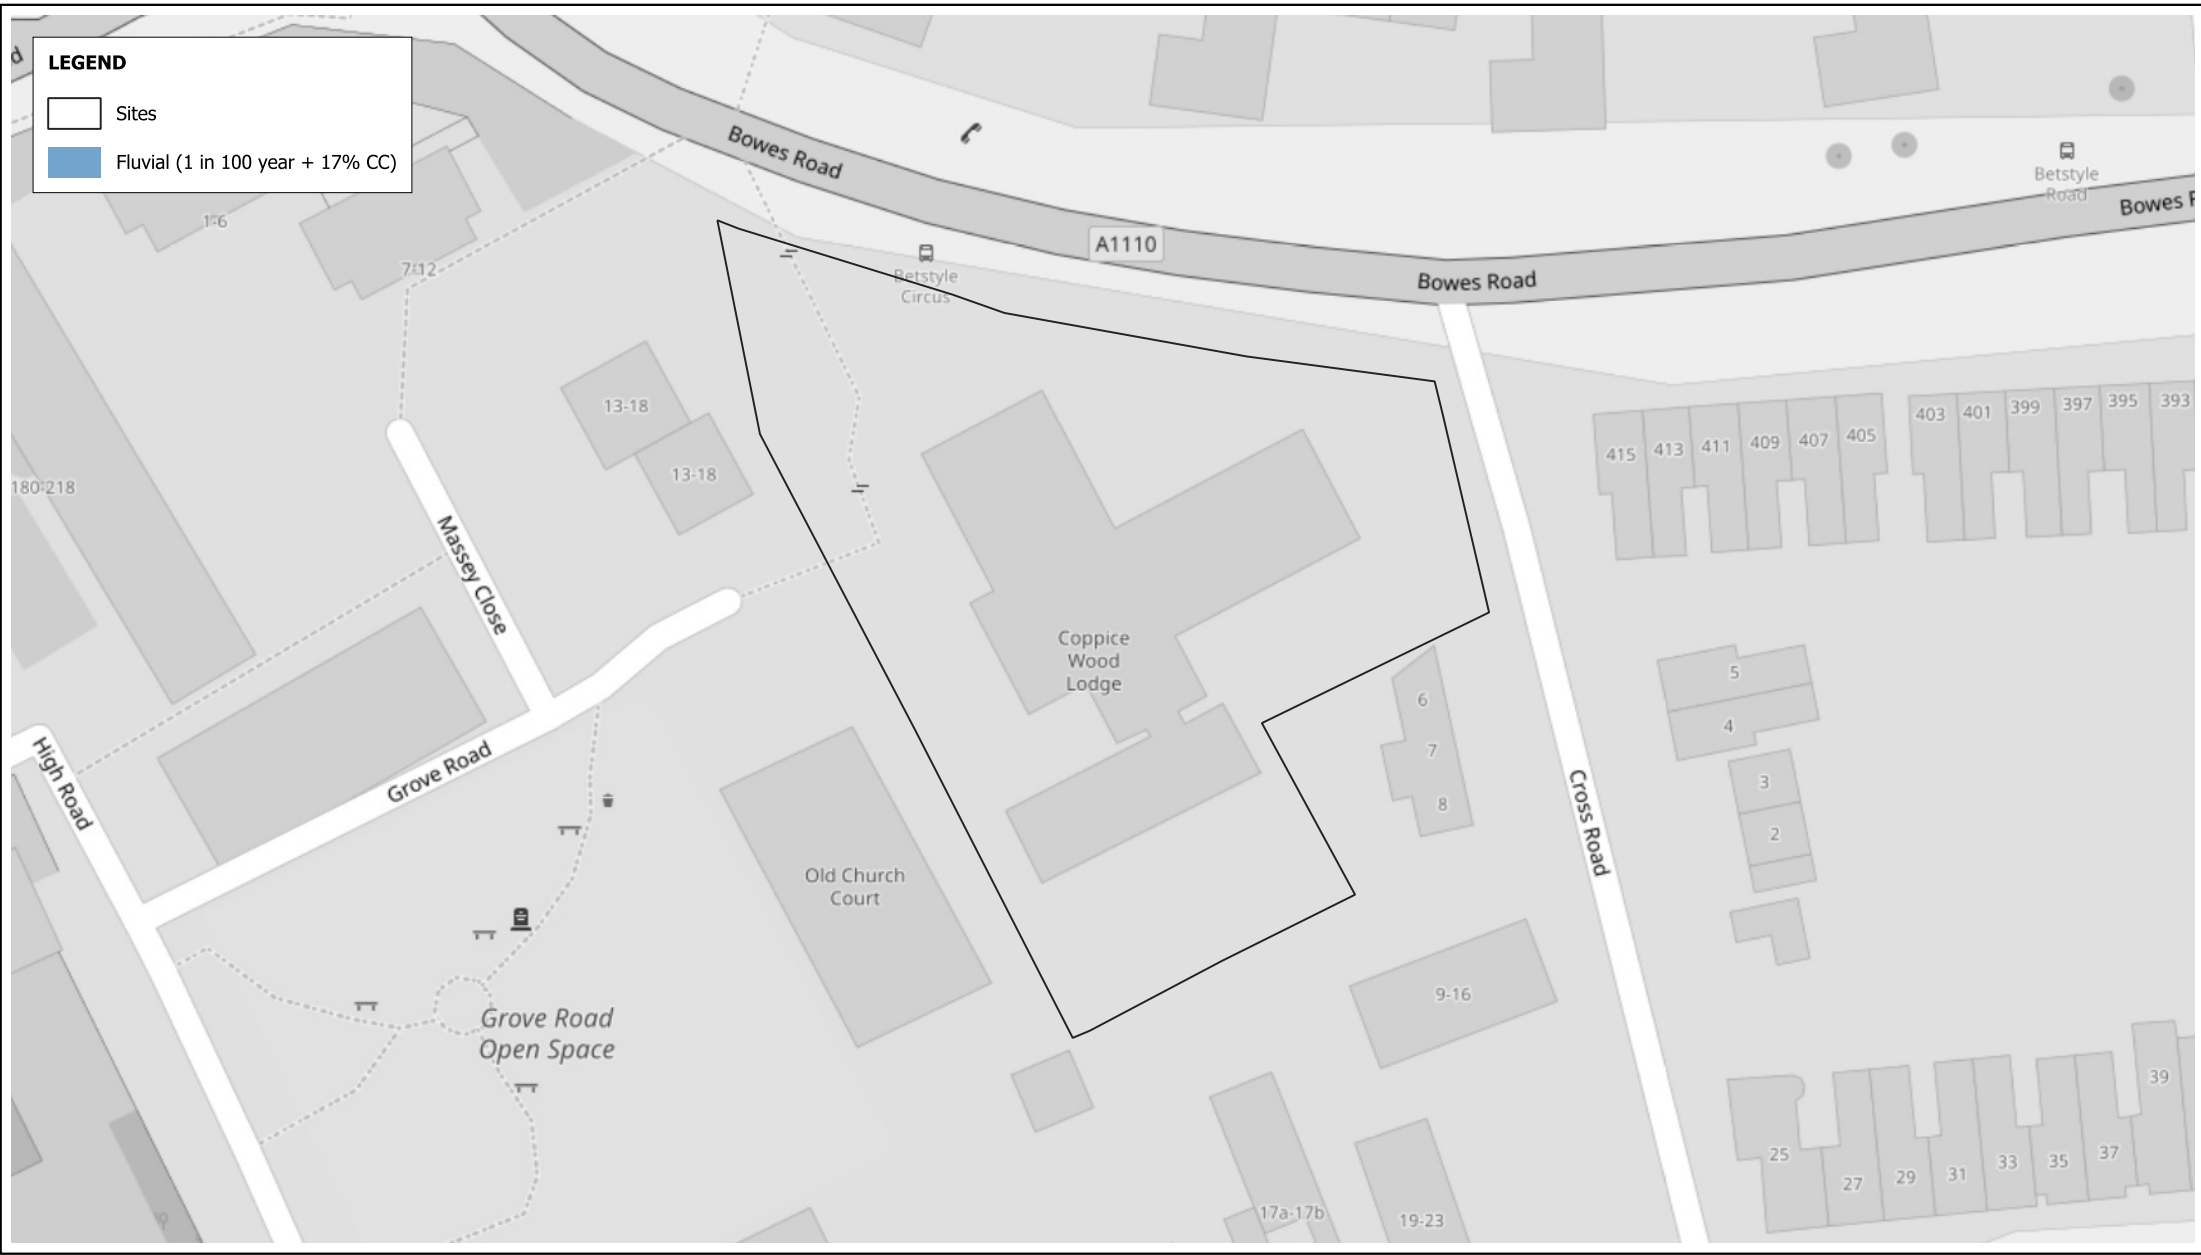 d
LEGEND
Sites
Fluvial (1 in 100 year + 17% CC)
Bowes Road
Betstyle
Road
Bowes R
1-6
A1110
7-12
Betstyle
Circus
Bowes Road
13-18
403
401
399
397
395
393
415
413
411
409
407
405
13-18
180-218
Massey Close
Coppice
Wood
Lodge
5
6
4
7
3
High Road
Grove Road
8
Cross Road
2
Old Church
Court
9-16
Grove Road
Open Space
39
25
37
35
33
31
29
27
17a-17b
19-23